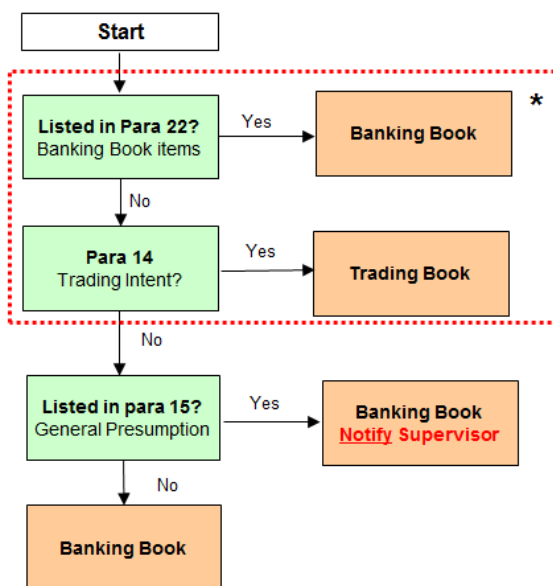 Start
*
Listed in Para 22?
Banking Book items
Yes
Banking Book
No
Para 14
Trading Intent?
Yes
Trading Book
No
Listed in para 15?
General Presumption
Yes
Banking Book
Notify Supervisor
No
Banking Book